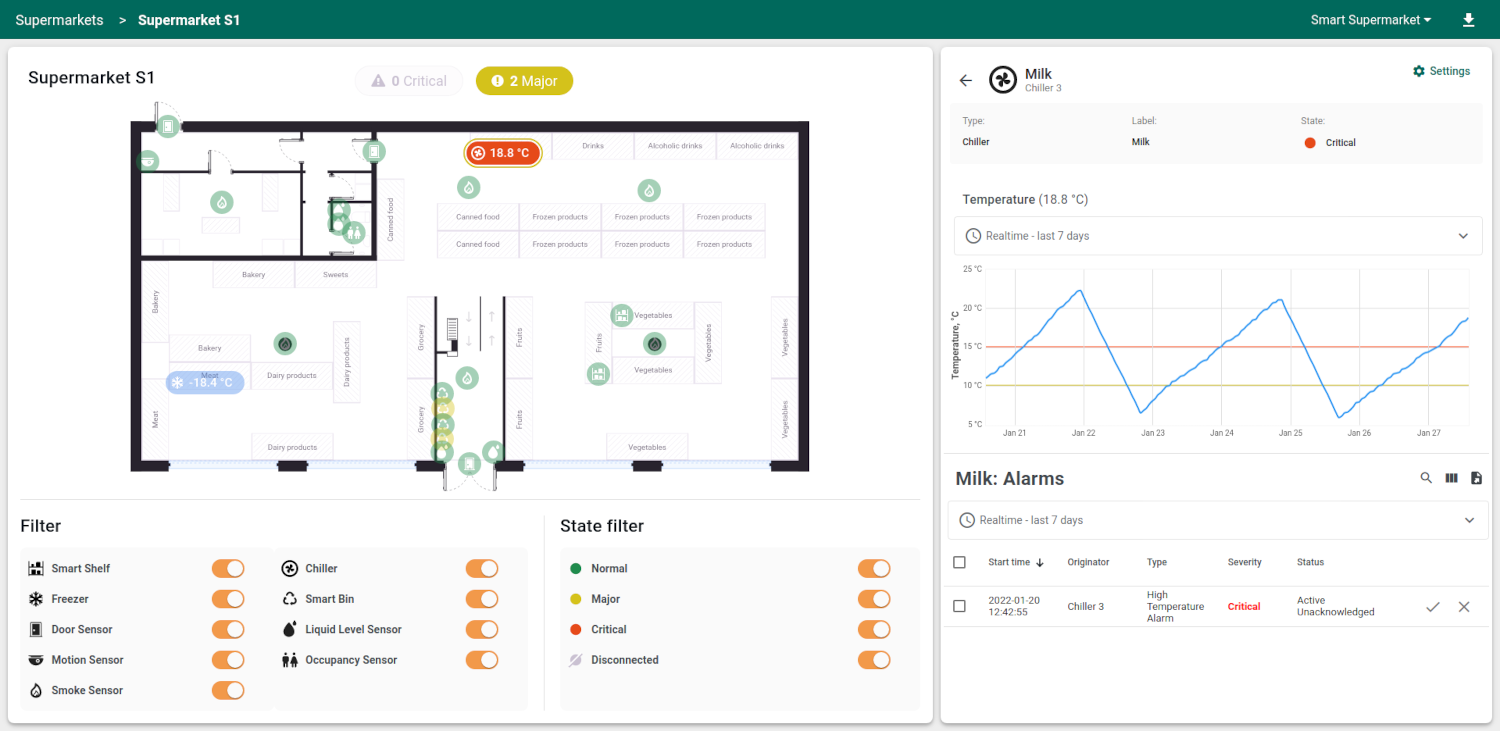 Supermarkets > Supermarket S1
Smart Supermarket
Supermarket S1
0 Critical
2 Major
18.8 °C
Drinks
Alcoholic drinks
Alcoholic drinks
Canned food
Canned food
Frozen products
Frozen products
Frozen products
Canned food
Frozen products
Frozen products
Frozen products
Bakery
Sweets
Bakery
Bakery
Meat
-18.4 °C
Dairy products
Dairy products
Meat
Dairy products
Grocery
Grocery
Fruits
Fruits
Vegetables
Fruits
Vegetables
Vegetables
Vegetables
Vegetables
Vegetables
Filter
Smart Shelf
Freezer
Door Sensor
Motion Sensor
Smoke Sensor
Chiller
Smart Bin
Liquid Level Sensor
Occupancy Sensor
State filter
Normal
Major
Critical
Disconnected
Milk
Chiller 3
Settings
Type:
Chiller
Label:
Milk
State:
Critical
Temperature (18.8 °C)
Realtime - last 7 days
Temperature, °C
25 °C
20 °C
15 °C
10 °C
5 °C
Jan 21 Jan 22 Jan 23 Jan 24 Jan 25 Jan 26 Jan 27
Milk: Alarms
Realtime - last 7 days
Start time Originator Type Severity Status
2022-01-20
12:42:55
Chiller 3
High
Temperature
Alarm
Critical
Active
Unacknowledged